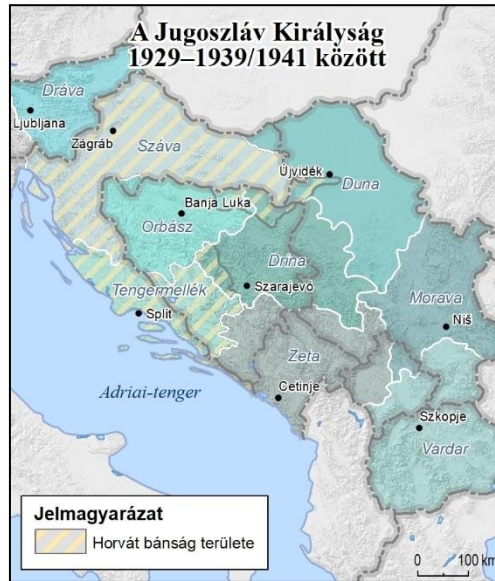 A Jugoszláv Királyság
1929–1939/1941 között
Dráva
Ljubljana
Zágráb
Száva
Újvidék
Duna
Banja Luka
Orbász
Drina
Tengermellék
Szarajevó
Morava
Split
Niš
Zeta
Adriai-tenger
Cetinje
Szkopje
Vardar
Jelmagyarázat
Horvát bánság területe
0 100 km